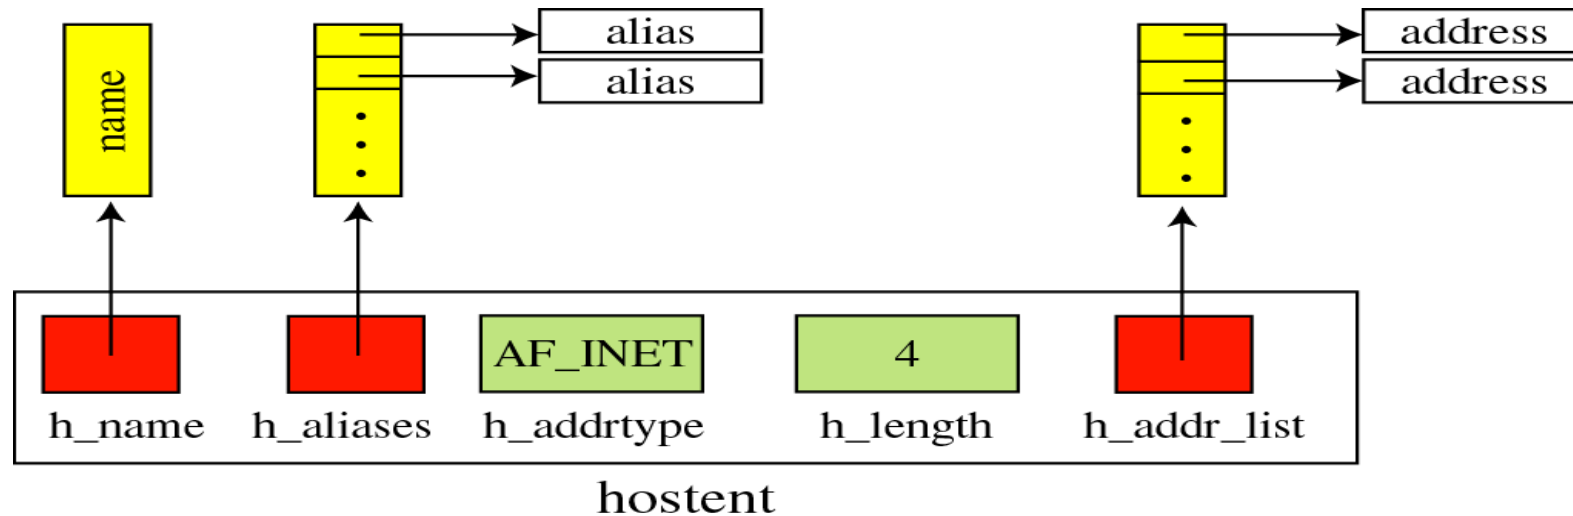 alias
address
alias
address
name
AF_INET
4
h_name
h_aliases
h_addrtype
h_length
h_addr_list
hostent